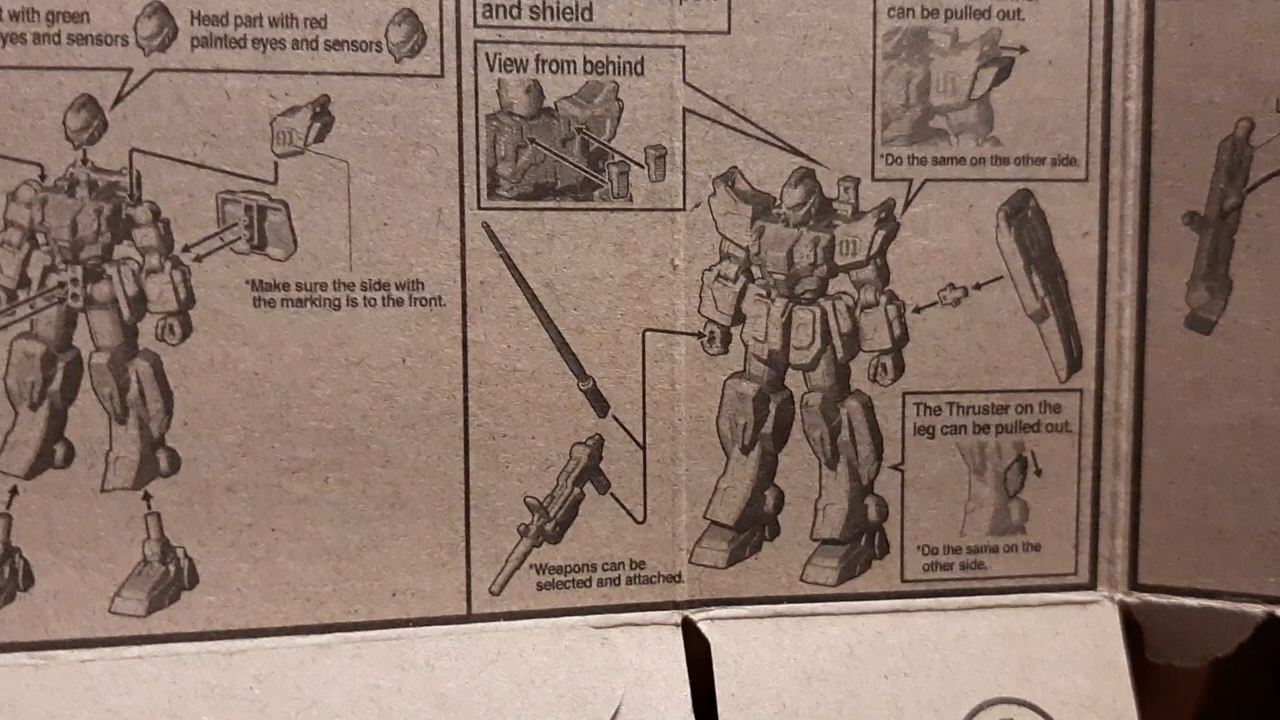 with green
yes and sensors
Head part with red
painted eyes and sensors
*Make sure the side with
the marking is to the front.
and shield
View from behind
*Weapons can be
selected and attached.
can be pulled out.
*Do the same on the other side.
01
The Thruster on the
leg can be pulled out.
*Do the same on the
other side.